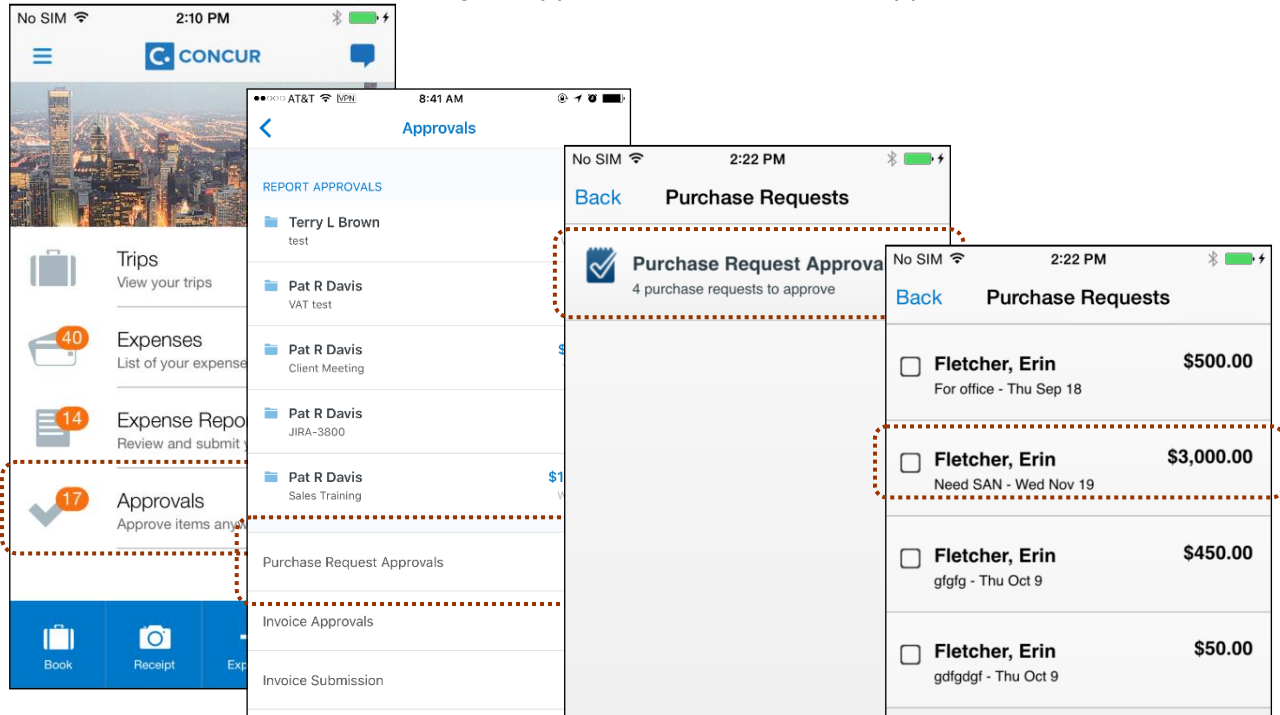 No SIM 2:10 PM
C. CONCUR
Trips
View your trips
40
Expenses
List of your expense
14
Expense Repo
Review and submit
17
Approvals
Approve items anyw
Book
Receipt
Exp
AT&T VPN 8:41 AM
Approvals
REPORT APPROVALS
Terry L Brown
test
Pat R Davis
VAT test
Pat R Davis
$
Client Meeting
Pat R Davis
JIRA-3800
Pat R Davis
$1
Sales Training
Purchase Request Approvals
Invoice Approvals
Invoice Submission
No SIM 2:22 PM
Back Purchase Requests
Purchase Request Approva
4 purchase requests to approve
No SIM 2:22 PM
Back Purchase Requests
Fletcher, Erin $500.00
For office - Thu Sep 18
Fletcher, Erin $3,000.00
Need SAN - Wed Nov 19
Fletcher, Erin $450.00
gfgfg - Thu Oct 9
Fletcher, Erin $50.00
gdfgdgf - Thu Oct 9